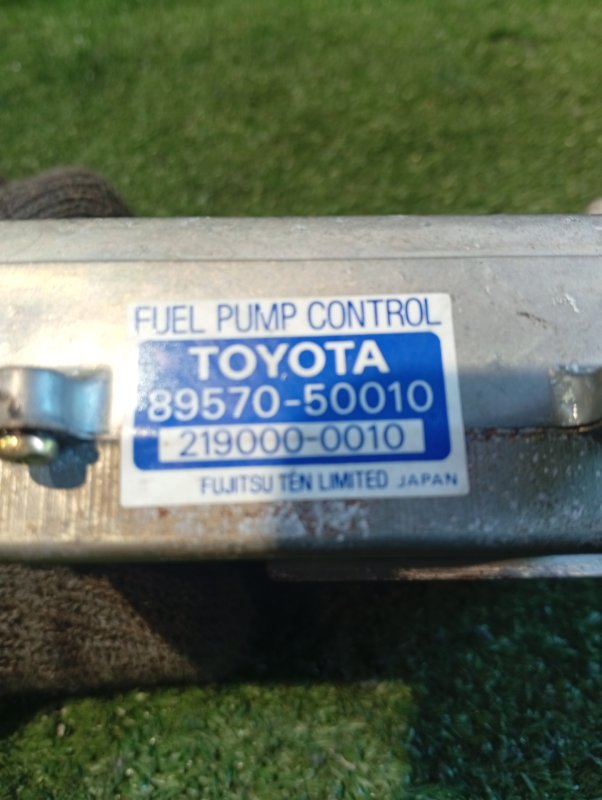 FUEL PUMP CONTROL
TOYOTA
89570-50010
219000-0010
FUJITSU TEN LIMITED JAPAN